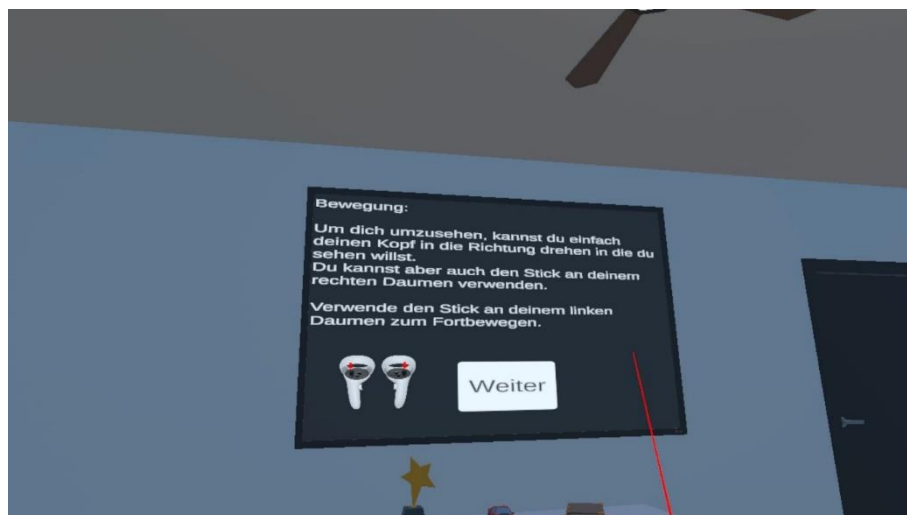 Bewegung:
Um dich umzusehen, kannst du einfach
deinen Kopf in die Richtung drehen in die du
sehen willst.
Du kannst aber auch den Stick an deinem
rechten Daumen verwenden.
Verwende den Stick an deinem linken
Daumen zum Fortbewegen.
Weiter